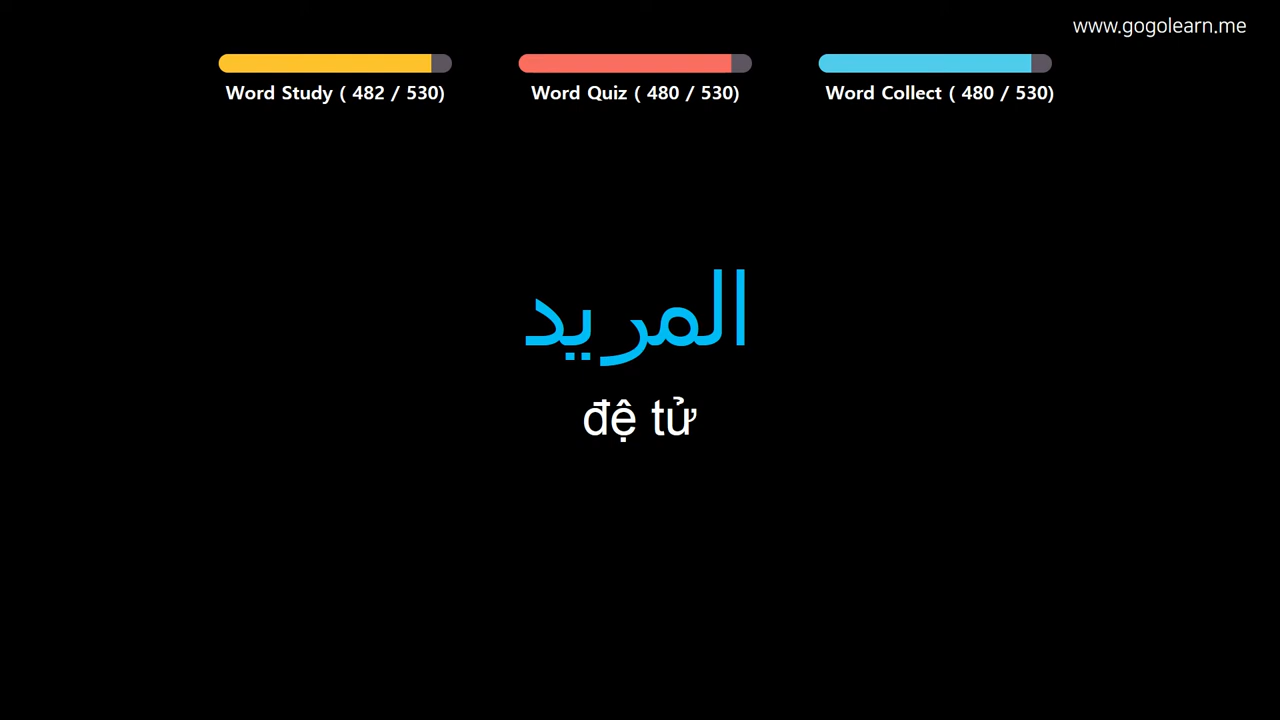 www.gogolearn.me
Word Study ( 482 / 530)
Word Quiz ( 480 / 530)
Word Collect ( 480 / 530)
المريد
đệ tử